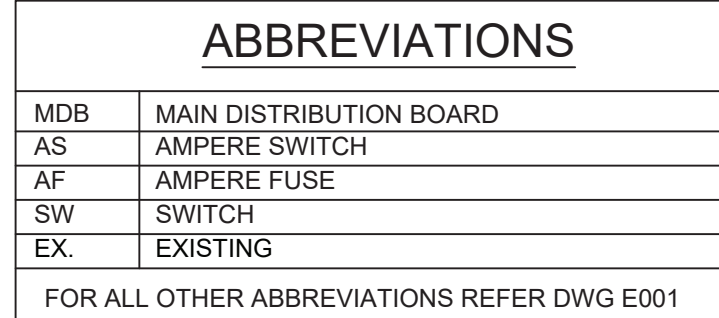 ABBREVIATIONS
MDB MAIN DISTRIBUTION BOARD
AS AMPERE SWITCH
AF AMPERE FUSE
SW SWITCH
EX. EXISTING
FOR ALL OTHER ABBREVIATIONS REFER DWG E001